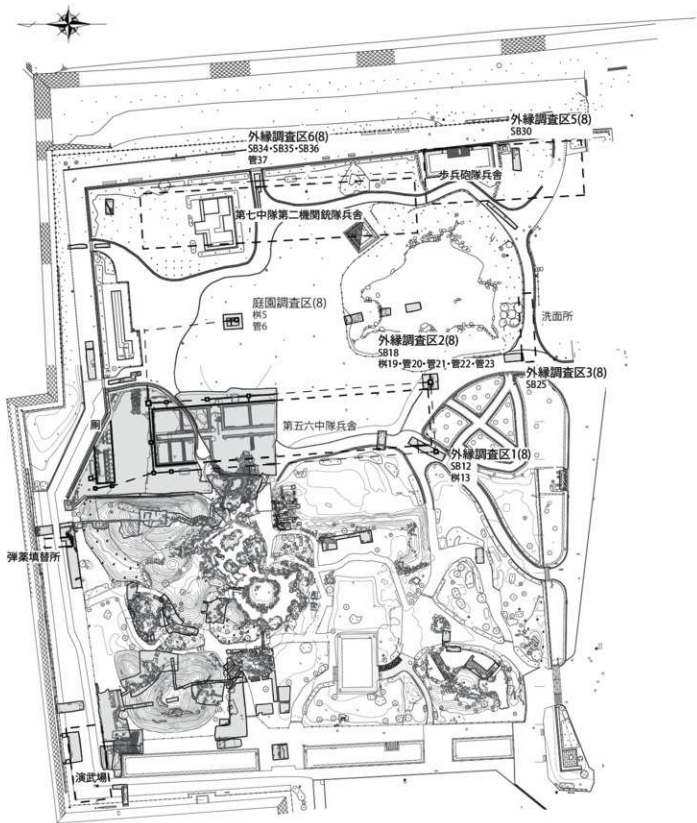 外縁調査区6(8)
SB34・SB35・SB36
管37
外縁調査区5(8)
SB30
歩兵砲隊兵舎
第七中隊第二機関銃隊兵舎
庭園調査区(8)
桝5
管6
洗面所
外縁調査区2(8)
SB18
桝19・管20・管21・管22・管23
外縁調査区3(8)
SB25
厠
第五六中隊兵舎
外縁調査区1(8)
SB12
桝13
弾薬填替所
演武場